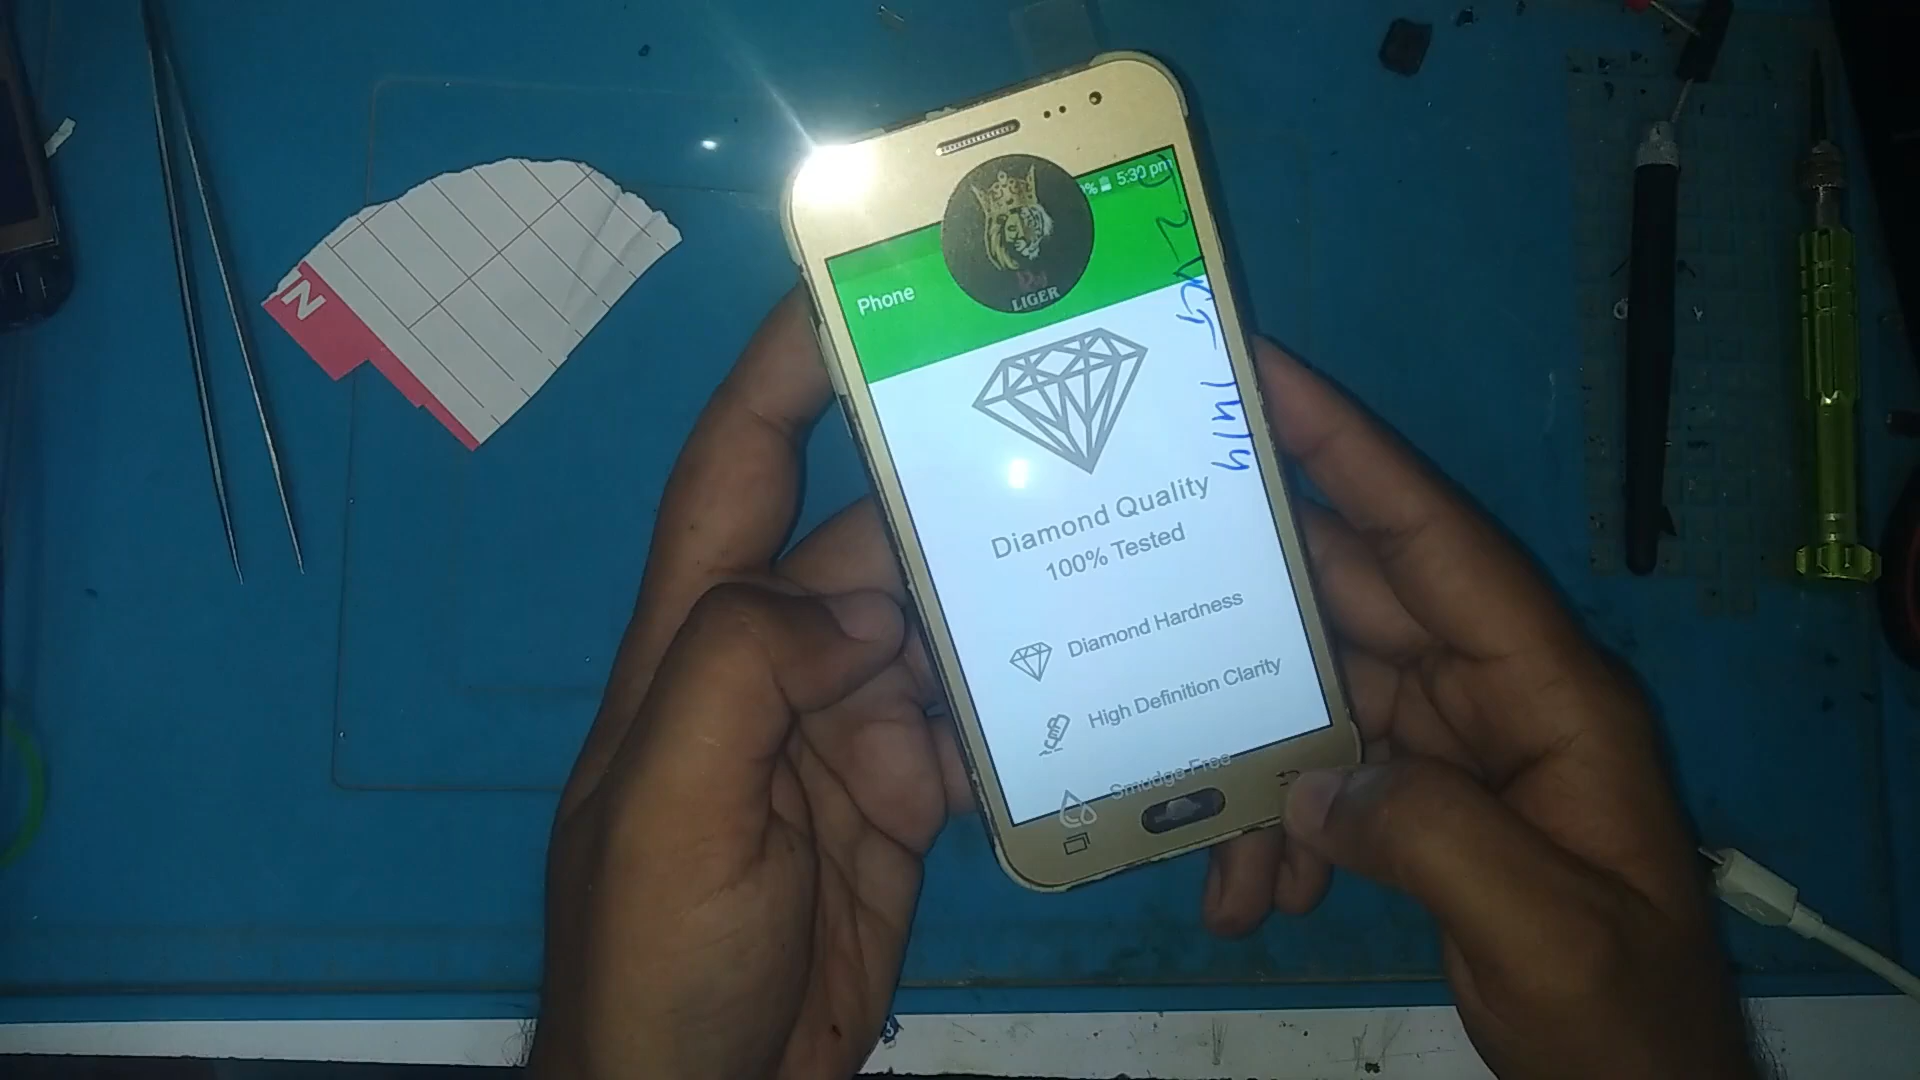 5:30 pm
LIGER
Phone
Diamond Quality
100% Tested
Diamond Hardness
High Definition Clarity
Smudge Free
N